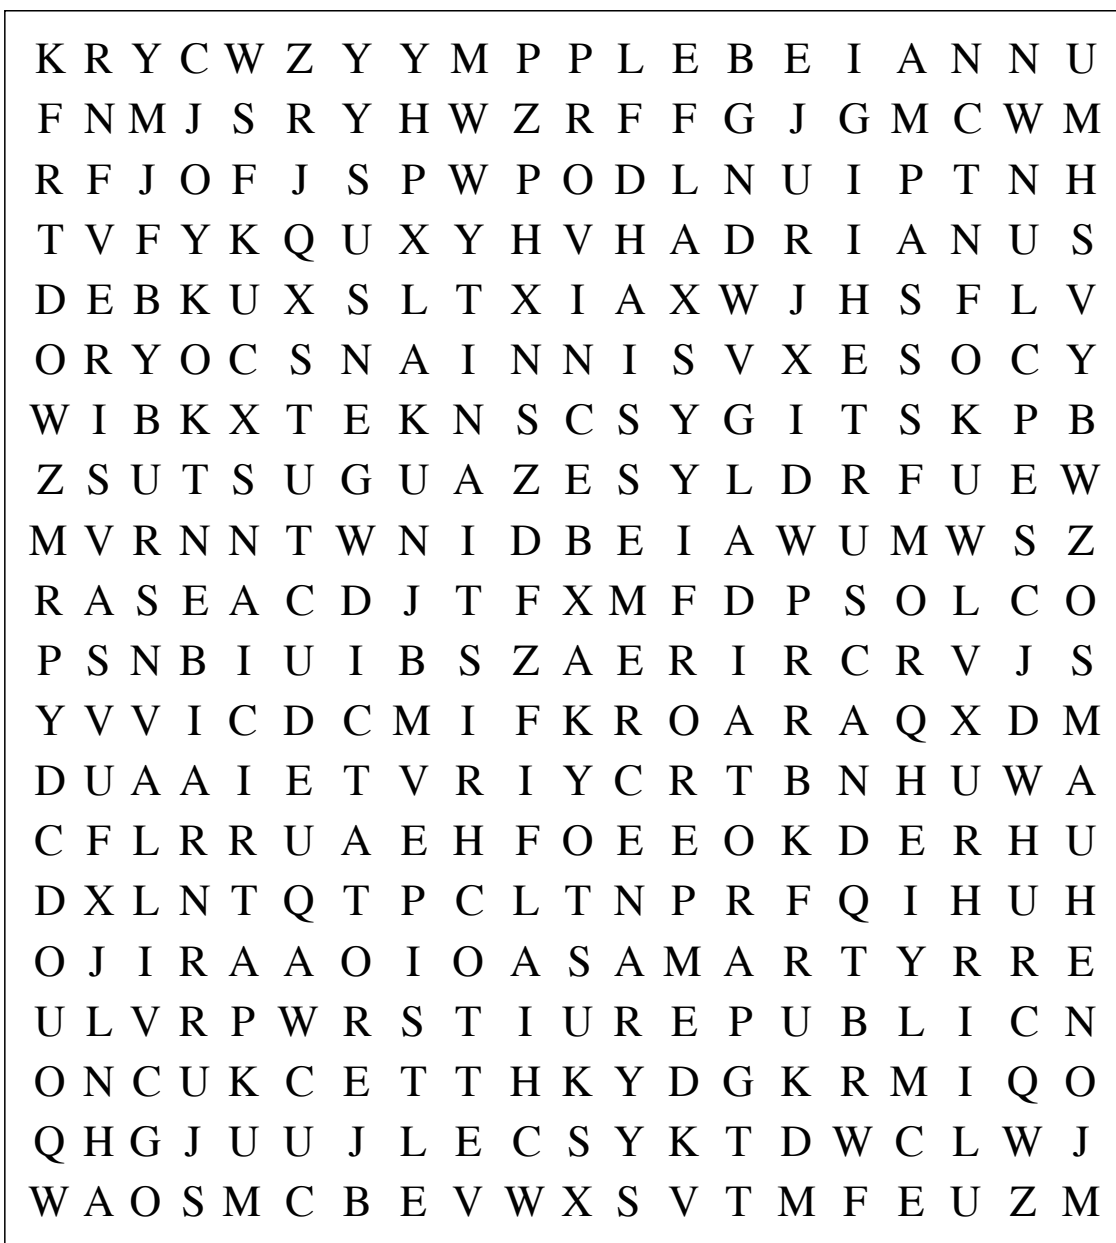 K R Y C W Z Y Y M P P L E B E I A N N U
F N M J S R Y H W Z R F F G J G M C W M
R F J O F J S P W P O D L N U I P T N H
T V F Y K Q U X Y H V H A D R I A N U S
D E B K U X S L T X I A X W J H S F L V
O R Y O C S N A I N N I S V X E S O C Y
W I B K X T E K N S C S Y G I T S K P B
Z S U T S U G U A Z E S Y L D R F U E W
M V R N N T W N I D B E I A W U M W S Z
R A S E A C D J T F X M F D P S O L C O
P S N B I U I B S Z A E R I R C R V J S
Y V V I C D C M I F K R O A R A Q X D M
D U A A I E T V R I Y C R T B N H U W A
C F L R R U A E H F O E E O K D E R H U
D X L N T Q T P C L T N P R F Q I H U H
O J I R A A O I O A S A M A R T Y R R E
U L V R P W R S T I U R E P U B L I C N
O N C U K C E T T H K Y D G K R M I Q O
Q H G J U U J L E C S Y K T D W C L W J
W A O S M C B E V W X S V T M F E U Z M